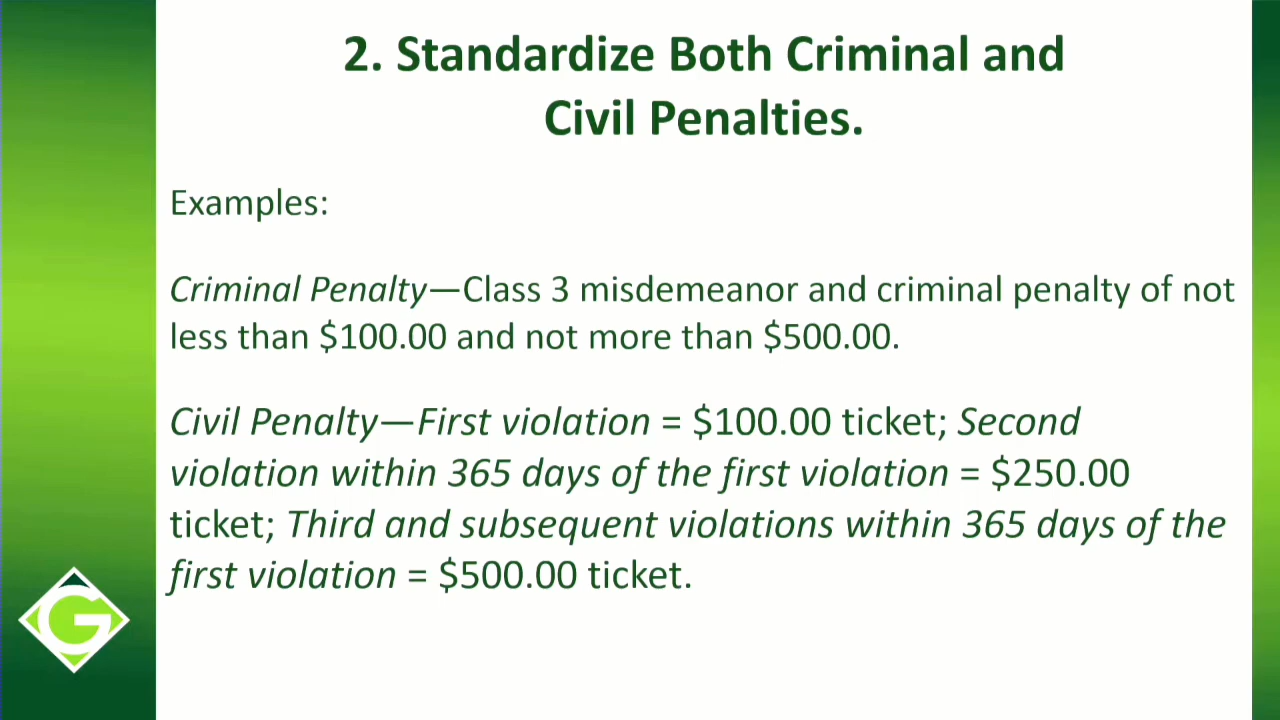 2. Standardize Both Criminal and
Civil Penalties.
Examples:
Criminal Penalty—Class 3 misdemeanor and criminal penalty of not
less than $100.00 and not more than $500.00.
Civil Penalty—First violation = $100.00 ticket; Second
violation within 365 days of the first violation = $250.00
ticket; Third and subsequent violations within 365 days of the
first violation = $500.00 ticket.
G